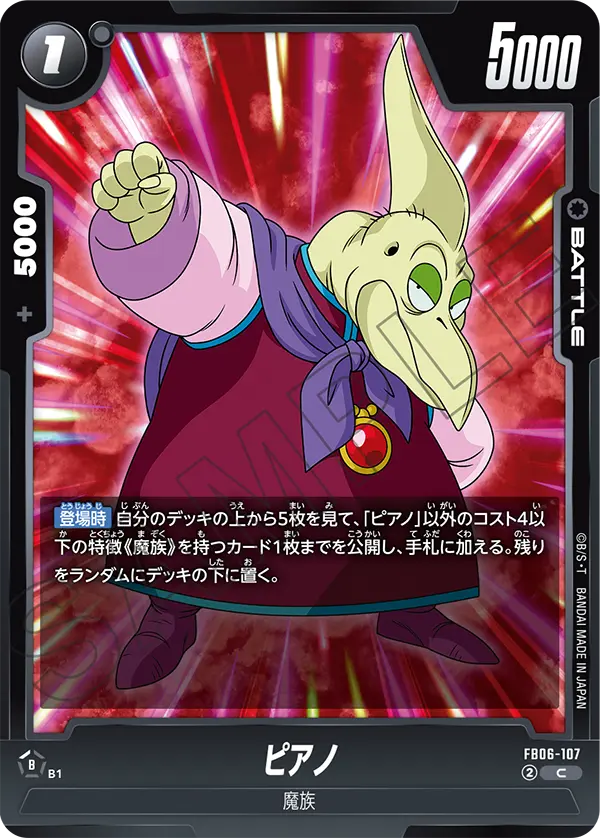 1
5000
+ 5000
BATTLE
SAMPLE
登場時 自分のデッキの上から5枚を見て、「ピアノ」以外のコスト4以
下の特徴《魔族》を持つカード1枚までを公開し、手札に加える。残り
をランダムにデッキの下に置く。
©B/S・T BANDAI MADE IN JAPAN
B B1
ピアノ
FB06-107
② C
魔族